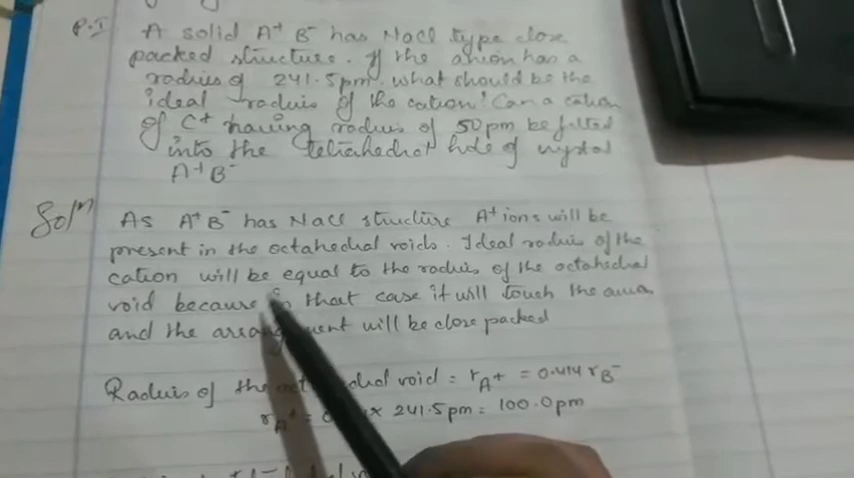 P.I A solid A+ B- has NaCl type close
packed structure. If the anion has a
radius of 241.5pm. what should be the
ideal radius of the cation? Can a cation
of C+ having radius of 50 pm be fitted
into the tetrahedral hole of crystal
A+B-
Solⁿ As A+ B- has NaCl structure A+ ions will be
present in the octahedral voids. Ideal radius of the
cation will be equal to the radius of the octahedral
void because in that case it will touch the
and the arrangement will be close packed
Radius of the void = rA+ = 0.414 rB-
rA+ = × 241.5pm = 100.0pm